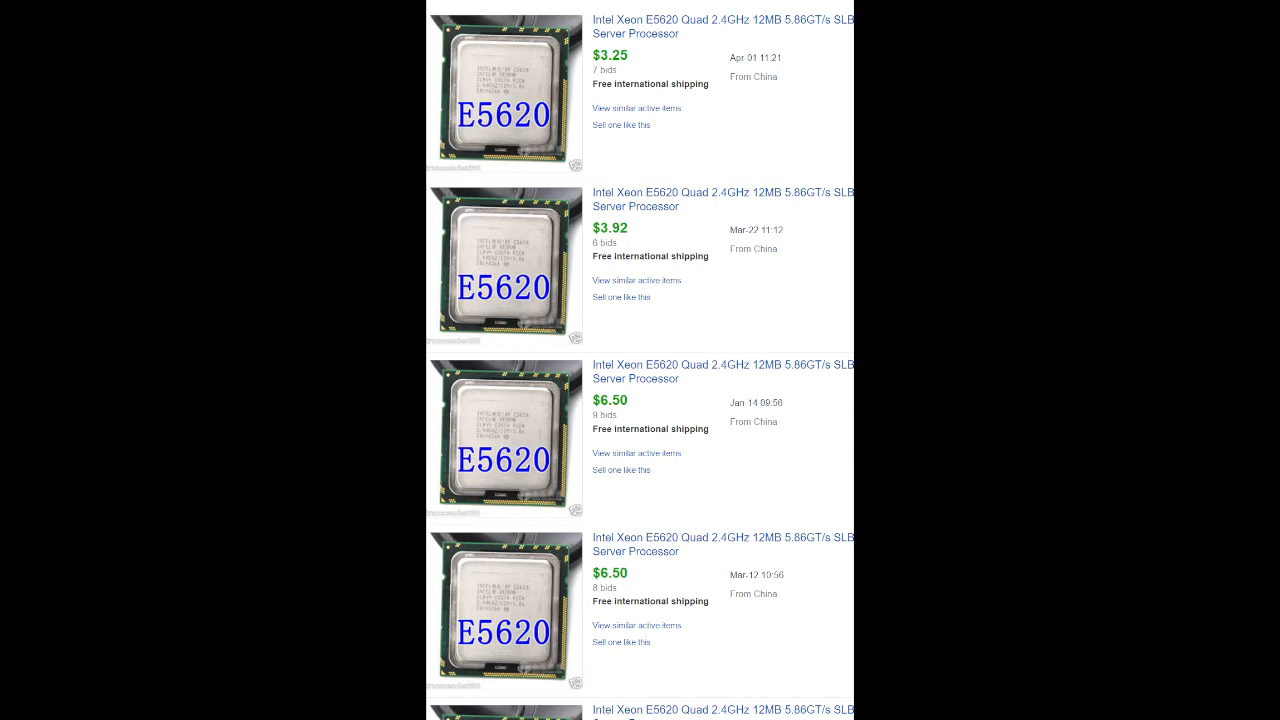 Intel Xeon E5620 Quad 2.4GHz 12MB 5.86GT/s SLB
Server Processor
$3.25
Apr 01 11:21
7 bids
From China
Free international shipping
View similar active items
Sell one like this
INTEL XEON
E5620
Intel Xeon E5620 Quad 2.4GHz 12MB 5.86GT/s SLB
Server Processor
$3.92
Mar-22 11:12
6 bids
From China
Free international shipping
View similar active items
Sell one like this
E5620
Intel Xeon E5620 Quad 2.4GHz 12MB 5.86GT/s SLB
Server Processor
$6.50
Jan-14 09:56
9 bids
From China
Free international shipping
View similar active items
Sell one like this
E5620
Intel Xeon E5620 Quad 2.4GHz 12MB 5.86GT/s SLB
Server Processor
$6.50
Mar-12 10:56
8 bids
From China
Free international shipping
View similar active items
Sell one like this
E5620
Intel Xeon E5620 Quad 2.4GHz 12MB 5.86GT/s SLB